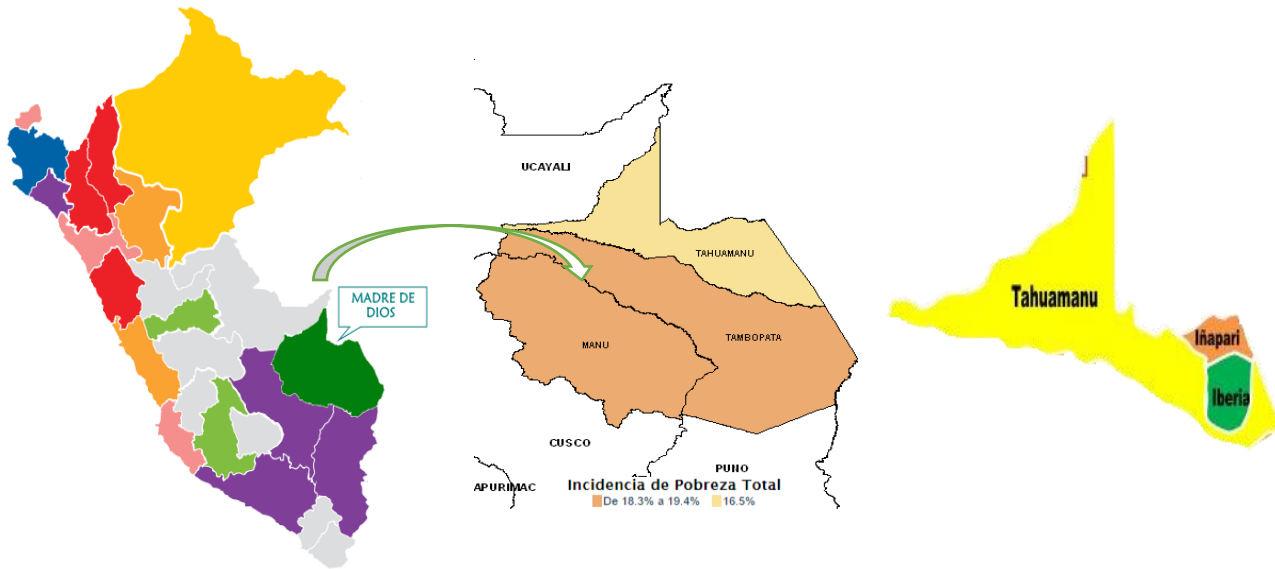 MADRE DE
DIOS
UCAYALI
TAHUAMANU
MANU
TAMBOPATA
CUSCO
PUNO
APURIMAC
Incidencia de Pobreza Total
De 18.3% a 19.4% 16.5%
Tahuamanu
Iñapari
Iberia